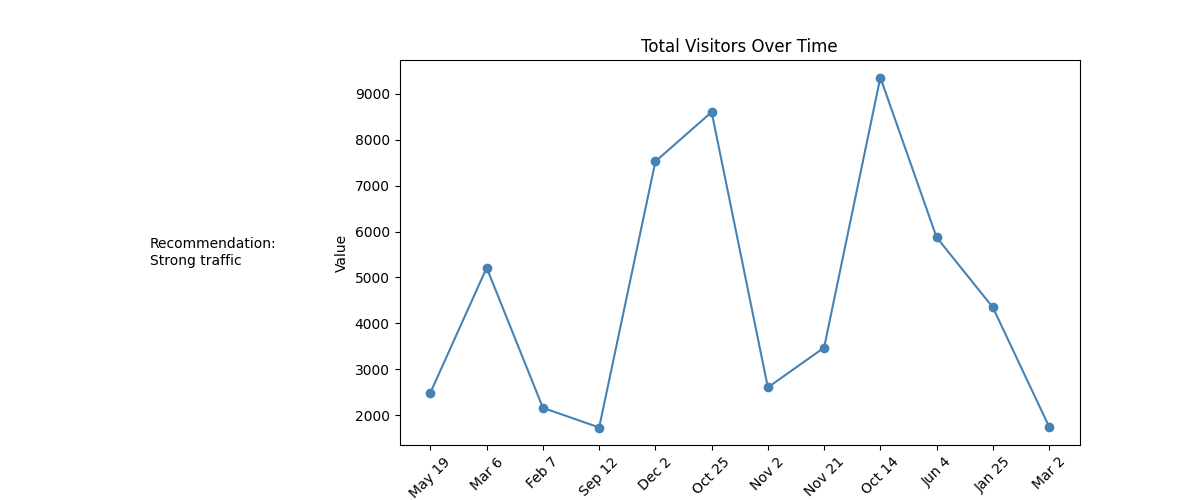 Total Visitors Over Time
Recommendation:
Strong traffic
Value
9000
8000
7000
6000
5000
4000
3000
2000
May 19
Mar 6
Feb 7
Sep 12
Dec 2
Oct 25
Nov 2
Nov 21
Oct 14
Jun 4
Jan 25
Mar 2